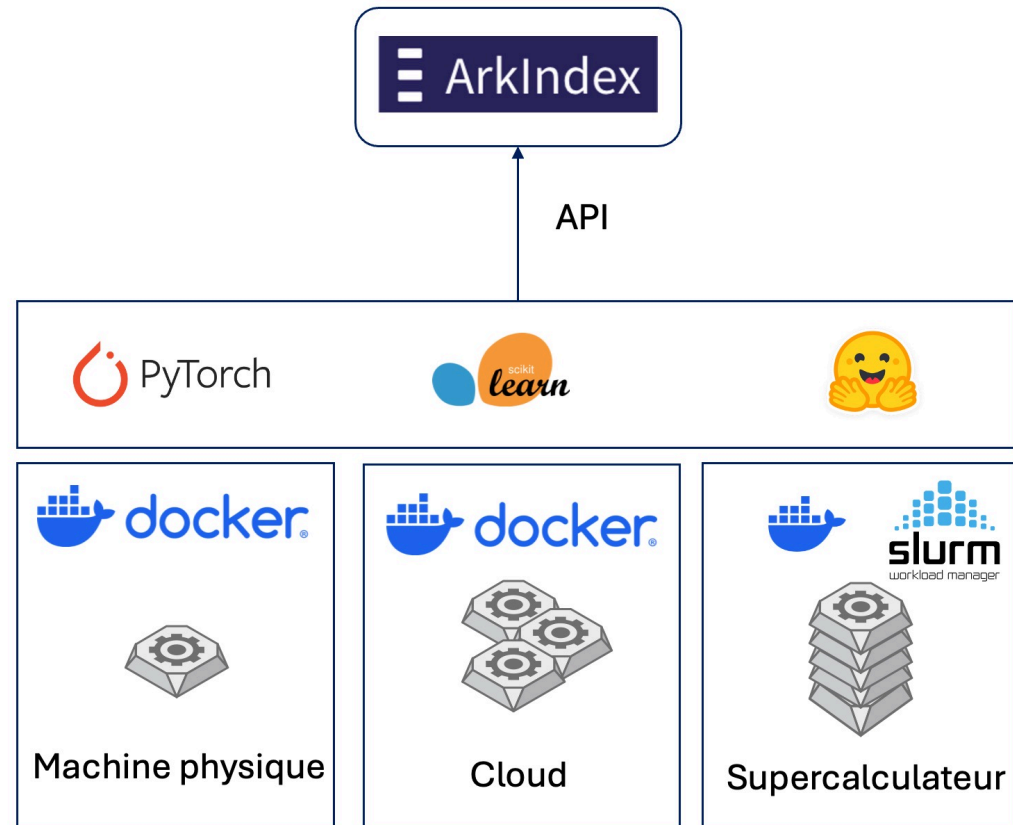 ArkIndex
API
PyTorch
scikit
learn
docker
docker
slurm
workload manager
Machine physique
Cloud
Supercalculateur